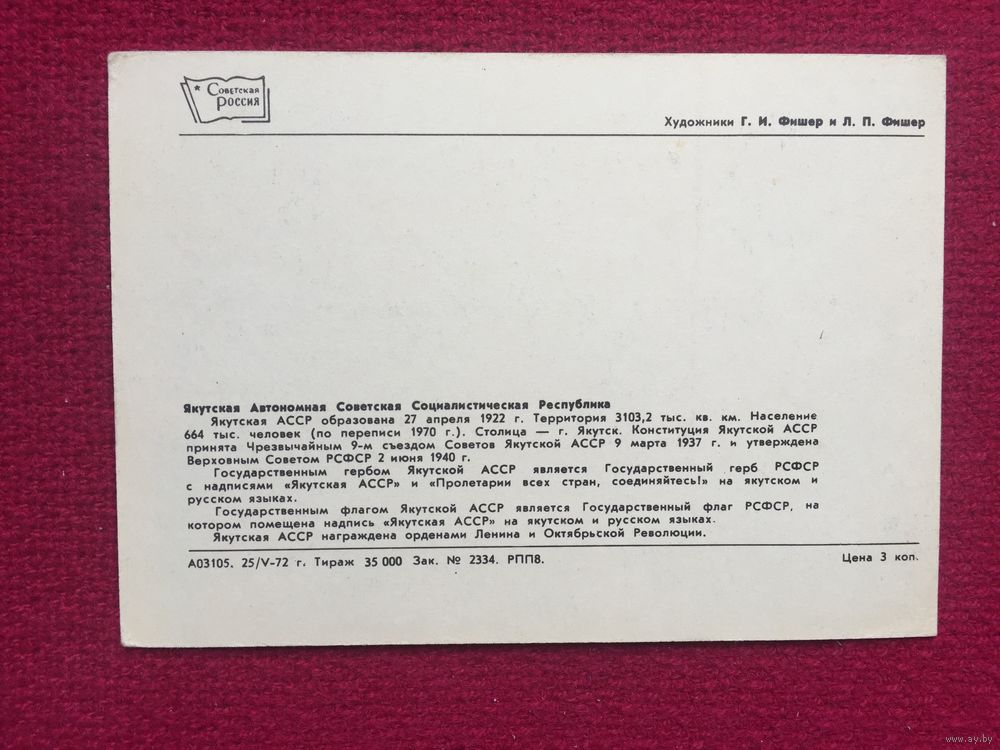 Советская
Россия
Художники Г. И. Фишер и Л. П. Фишер
Якутская Автономная Советская Социалистическая Республика
Якутская АССР образована 27 апреля 1922 г. Территория 3103,2 тыс. кв. км. Население
664 тыс. человек (по переписи 1970 г.). Столица — г. Якутск. Конституция Якутской АССР
принята Чрезвычайным 9-м съездом Советов Якутской АССР 9 марта 1937 г. и утверждена
Верховным Советом РСФСР 2 июня 1940 г.
Государственным гербом Якутской АССР является Государственный герб РСФСР
с надписями «Якутская АССР» и «Пролетарии всех стран, соединяйтесь!» на якутском и
русском языках.
Государственным флагом Якутской АССР является Государственный флаг РСФСР, на
котором помещена надпись «Якутская АССР» на якутском и русском языках.
Якутская АССР награждена орденами Ленина и Октябрьской Революции.
А03105. 25/V-72 г. Тираж 35 000 Зак. № 2334. РПП8. Цена 3 коп.
www.ay.by